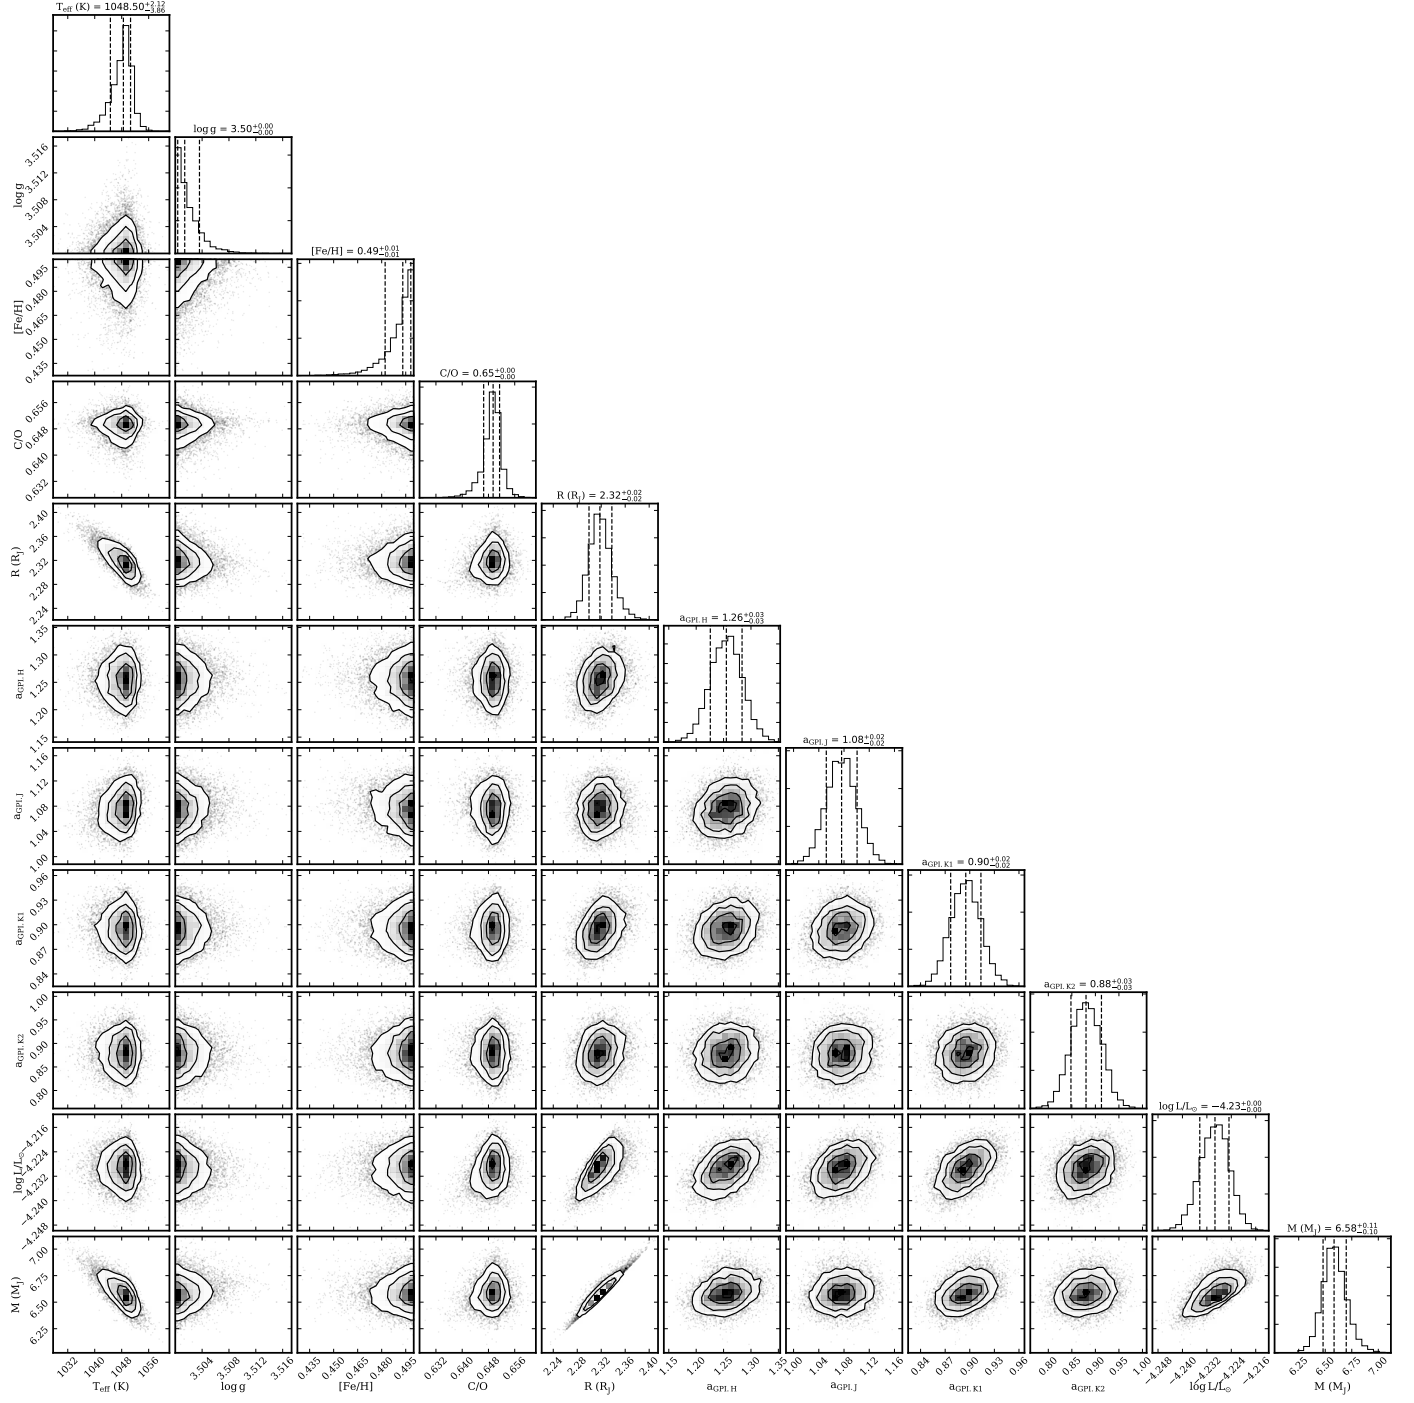 T_eff (K) = 1048.50^{+2.12}_{−3.86}
log g = 3.50^{+0.00}_{−0.00}
3.516
3.512
3.508
3.504
log g
[Fe/H] = 0.49^{+0.01}_{−0.01}
0.495
0.480
0.465
0.450
0.435
[Fe/H]
C/O = 0.65^{+0.00}_{−0.00}
0.656
0.648
0.640
0.632
C/O
R (R_J) = 2.32^{+0.02}_{−0.02}
2.40
2.36
2.32
2.28
2.24
R (R_J)
a_GPI.H = 1.26^{+0.03}_{−0.03}
1.35
1.30
1.25
1.20
1.15
a_GPI.H
a_GPI.J = 1.08^{+0.02}_{−0.02}
1.16
1.12
1.08
1.04
1.00
a_GPI.J
a_GPI.K1 = 0.90^{+0.02}_{−0.02}
0.96
0.93
0.90
0.87
0.84
a_GPI.K1
a_GPI.K2 = 0.88^{+0.03}_{−0.03}
1.00
0.95
0.90
0.85
0.80
a_GPI.K2
log L/L_⊙ = −4.23^{+0.00}_{−0.00}
−4.216
−4.224
−4.232
−4.240
−4.248
log L/L_⊙
M (M_J) = 6.58^{+0.11}_{−0.10}
7.00
6.75
6.50
6.25
M (M_J)
1032 1040 1048 1056 3.504 3.508 3.512 3.516 0.435 0.450 0.465 0.480 0.495 0.632 0.640 0.648 0.656 2.24 2.28 2.32 2.36 2.40 1.15 1.20 1.25 1.30 1.35 1.00 1.04 1.08 1.12 1.16 0.84 0.87 0.90 0.93 0.96 0.80 0.85 0.90 0.95 1.00 −4.248 −4.240 −4.232 −4.224 −4.216 6.25 6.50 6.75 7.00
T_eff (K) log g [Fe/H] C/O R (R_J) a_GPI.H a_GPI.J a_GPI.K1 a_GPI.K2 log L/L_⊙ M (M_J)